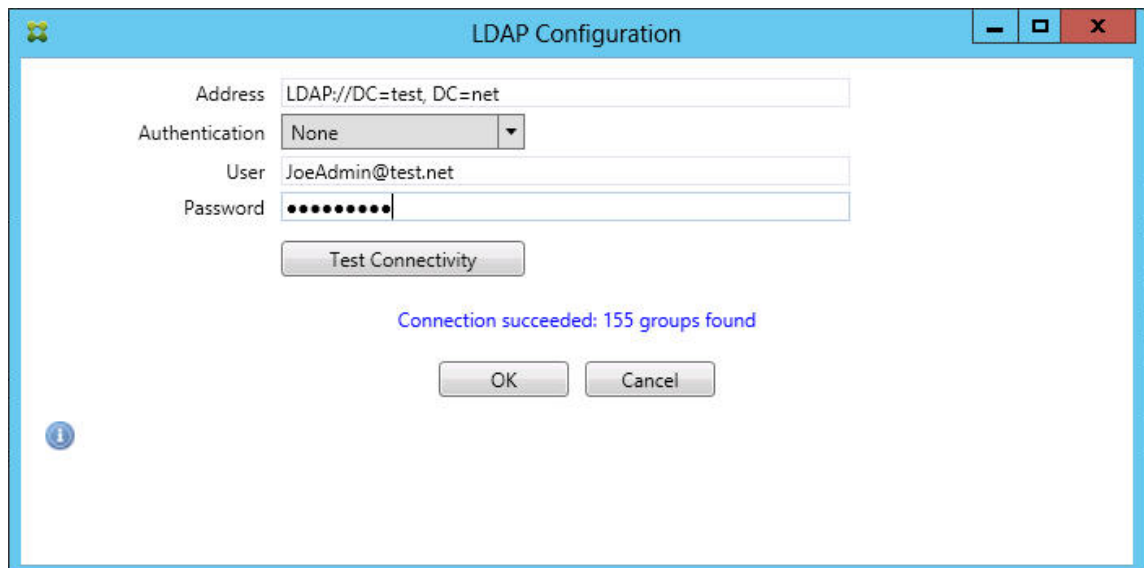 LDAP Configuration
Address LDAP://DC=test, DC=net
Authentication None
User JoeAdmin@test.net
Password •••••••••
Test Connectivity
Connection succeeded: 155 groups found
OK Cancel